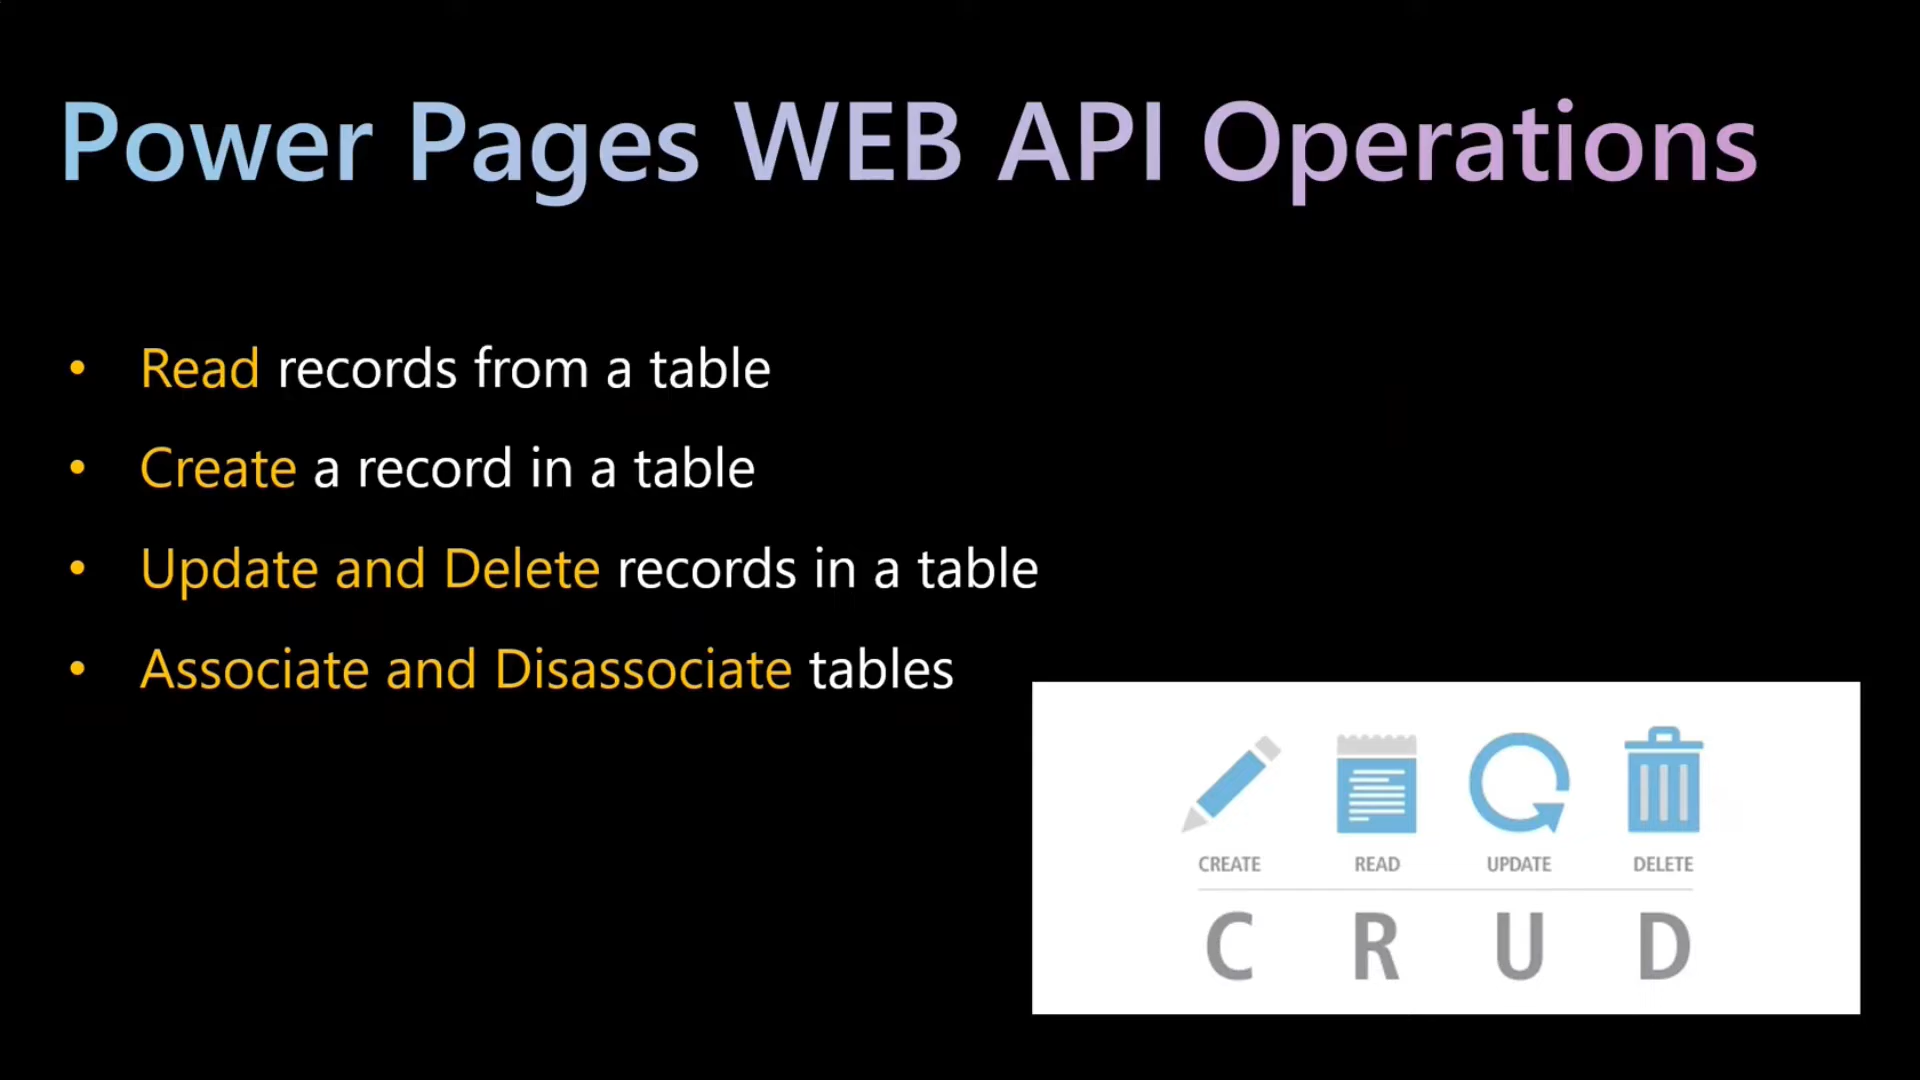 Power Pages WEB API Operations
• Read records from a table
• Create a record in a table
• Update and Delete records in a table
• Associate and Disassociate tables
CREATE READ UPDATE DELETE
C R U D